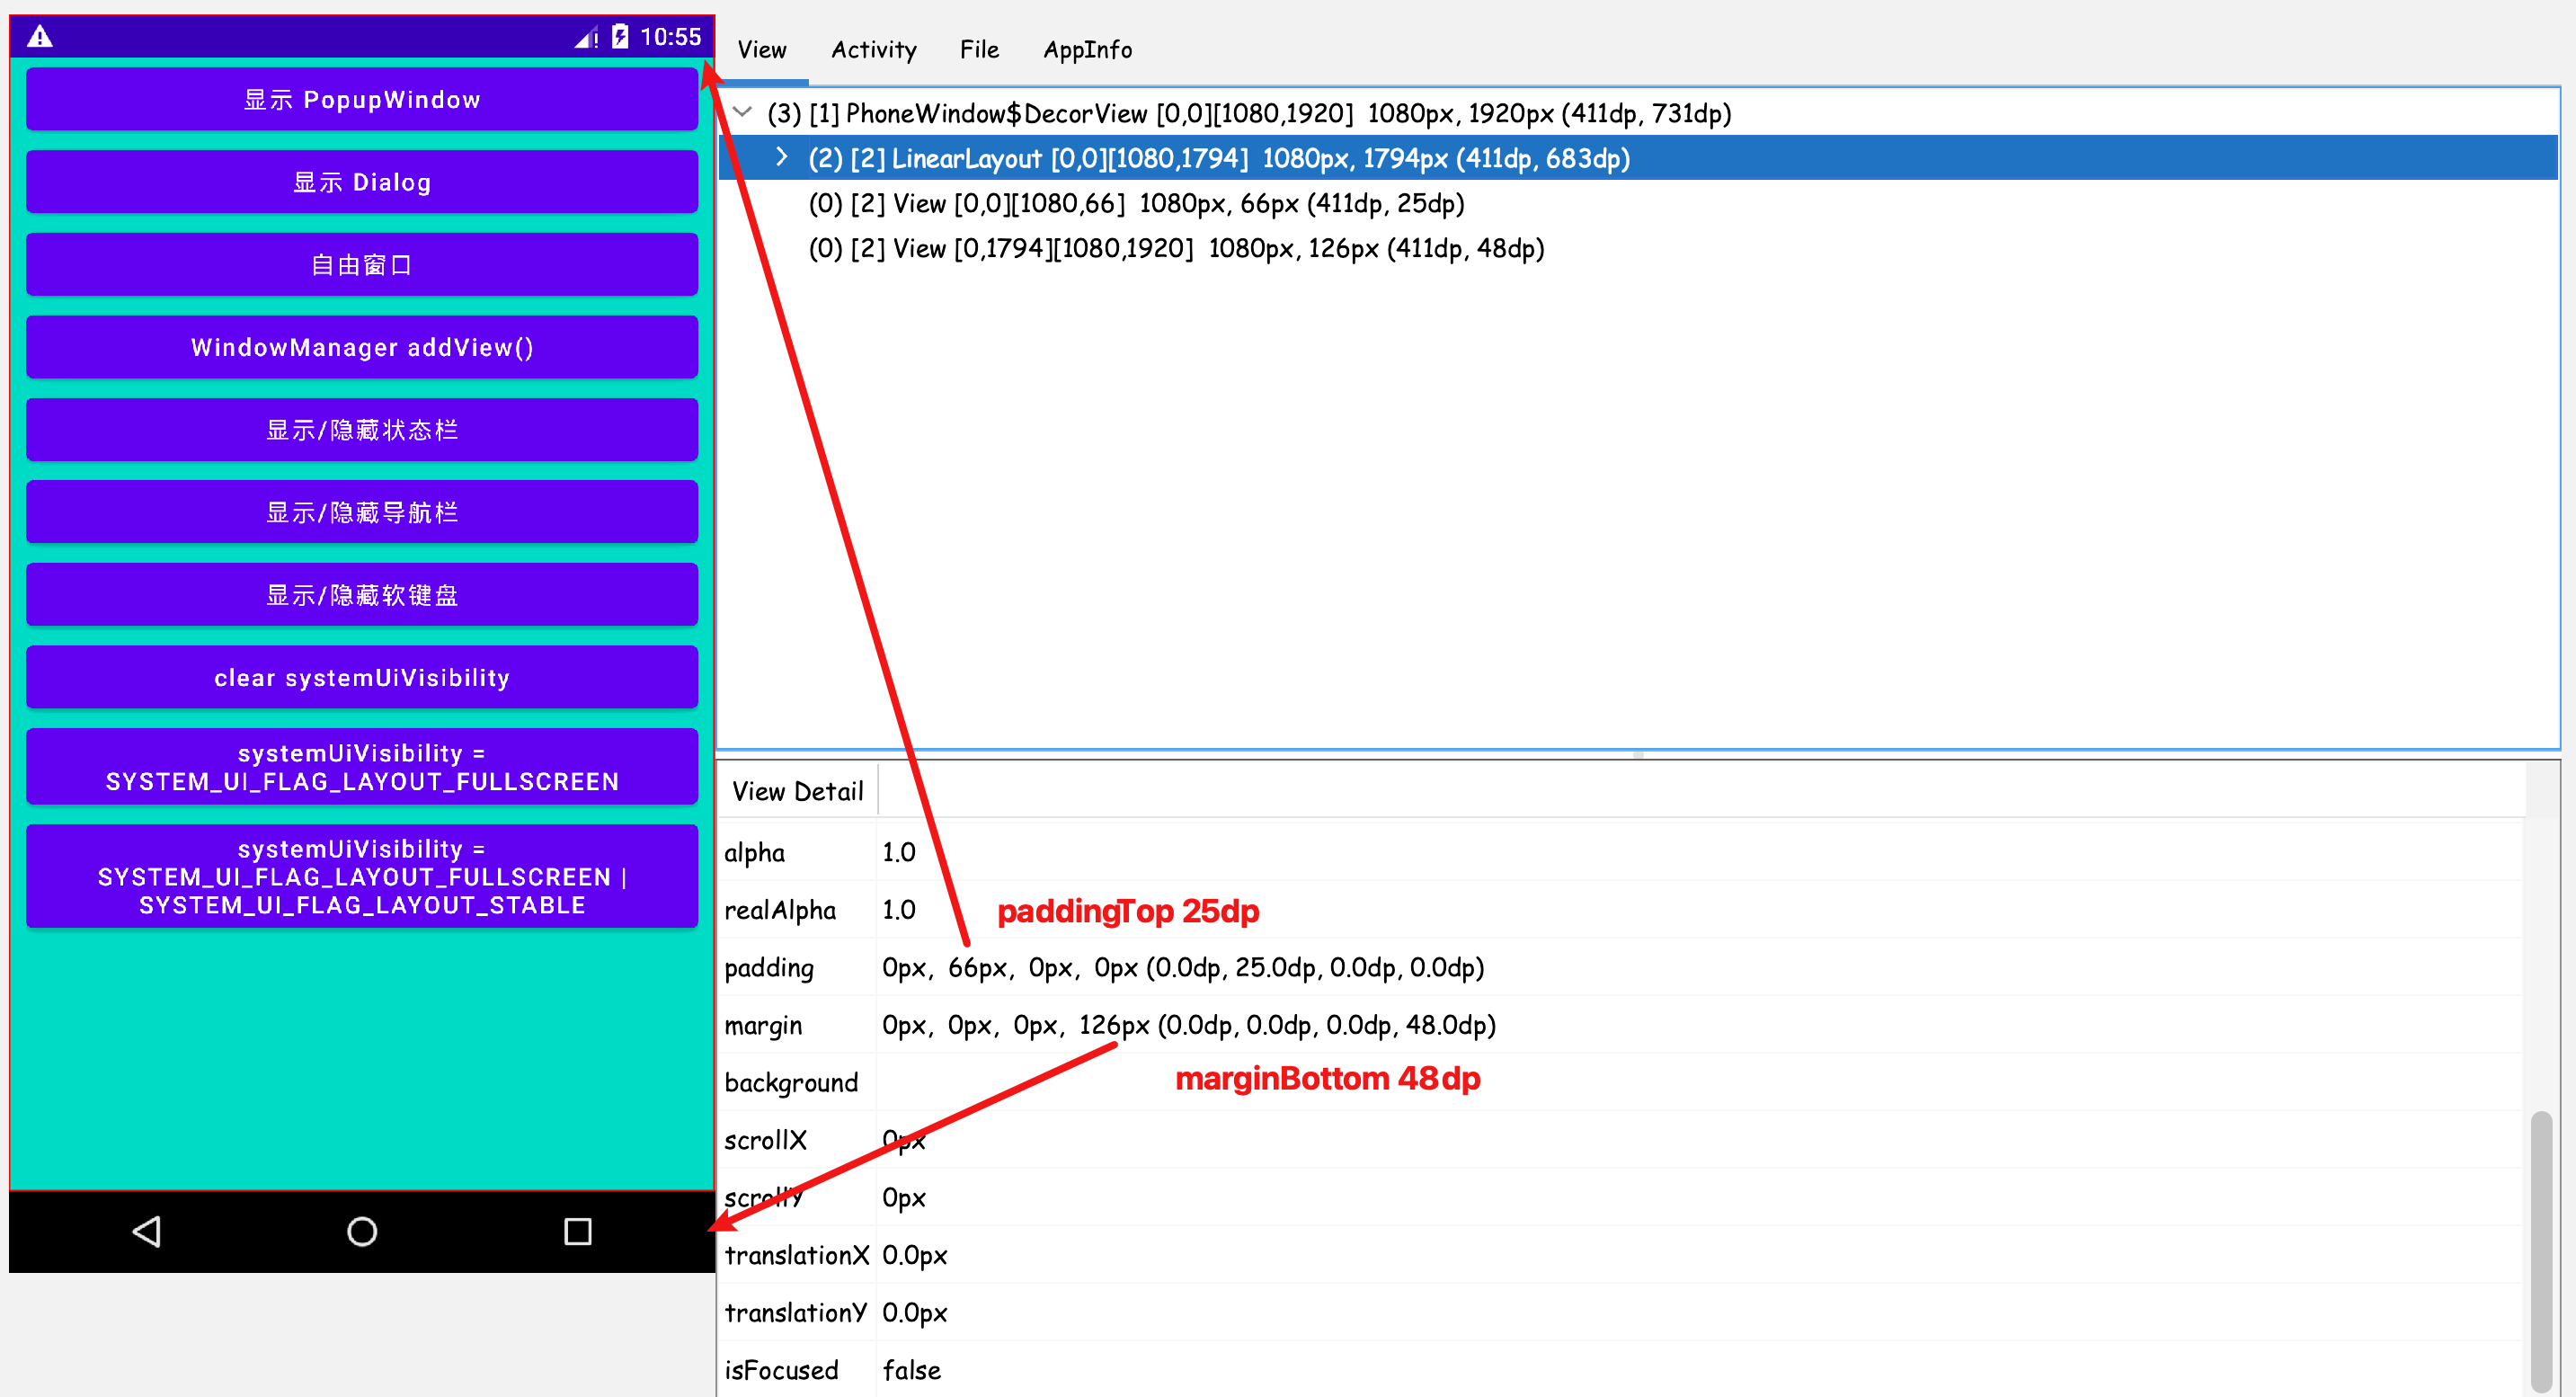 10:55
显示 PopupWindow
显示 Dialog
自由窗口
WindowManager addView()
显示/隐藏状态栏
显示/隐藏导航栏
显示/隐藏软键盘
clear systemUiVisibility
systemUiVisibility =
SYSTEM_UI_FLAG_LAYOUT_FULLSCREEN
systemUiVisibility =
SYSTEM_UI_FLAG_LAYOUT_FULLSCREEN |
SYSTEM_UI_FLAG_LAYOUT_STABLE
View Activity File AppInfo
(3) [1] PhoneWindow$DecorView [0,0][1080,1920] 1080px, 1920px (411dp, 731dp)
(2) [2] LinearLayout [0,0][1080,1794] 1080px, 1794px (411dp, 683dp)
(0) [2] View [0,0][1080,66] 1080px, 66px (411dp, 25dp)
(0) [2] View [0,1794][1080,1920] 1080px, 126px (411dp, 48dp)
View Detail
alpha 1.0
realAlpha 1.0
paddingTop 25dp
padding 0px, 66px, 0px, 0px (0.0dp, 25.0dp, 0.0dp, 0.0dp)
margin 0px, 0px, 0px, 126px (0.0dp, 0.0dp, 0.0dp, 48.0dp)
marginBottom 48dp
background
scrollX 0px
scrollY 0px
translationX 0.0px
translationY 0.0px
isFocused false